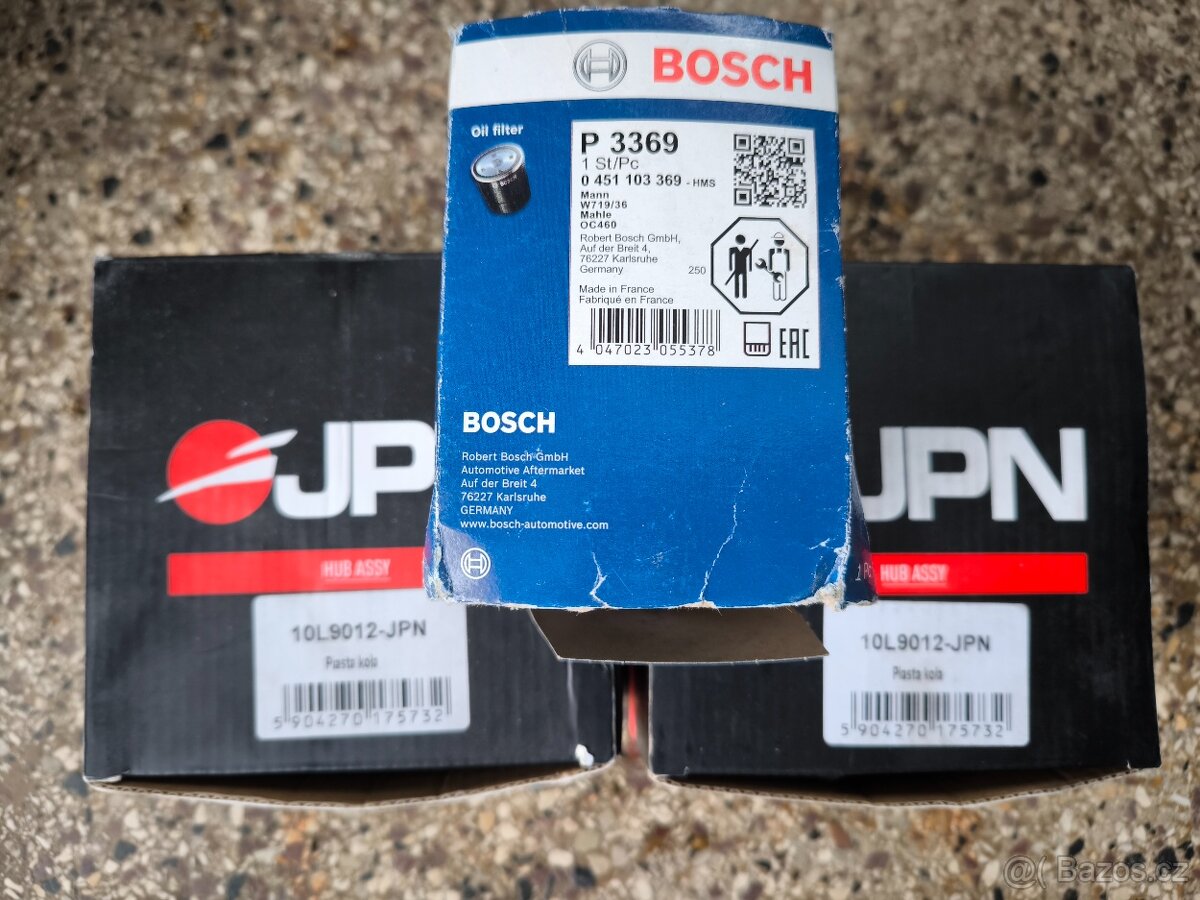 BOSCH
Oil filter
BOSCH
P 3369
1 St/Pc
0 451 103 369 - HMS
Mann
W719/36
Mahle
OC460
Robert Bosch GmbH,
Auf der Breit 4,
76227 Karlsruhe
Germany
250
Made in France
Fabriqué en France
4 047023 055378
EAC
BOSCH
Robert Bosch GmbH
Automotive Aftermarket
Auf der Breit 4
76227 Karlsruhe
GERMANY
www.bosch-automotive.com
JP
HUB ASSY
10L9012-JPN
Piasta koła
5 904270 175732
JPN
1 Pc
HUB ASSY
10L9012-JPN
Piasta koła
5 904270 175732
Bazos.cz